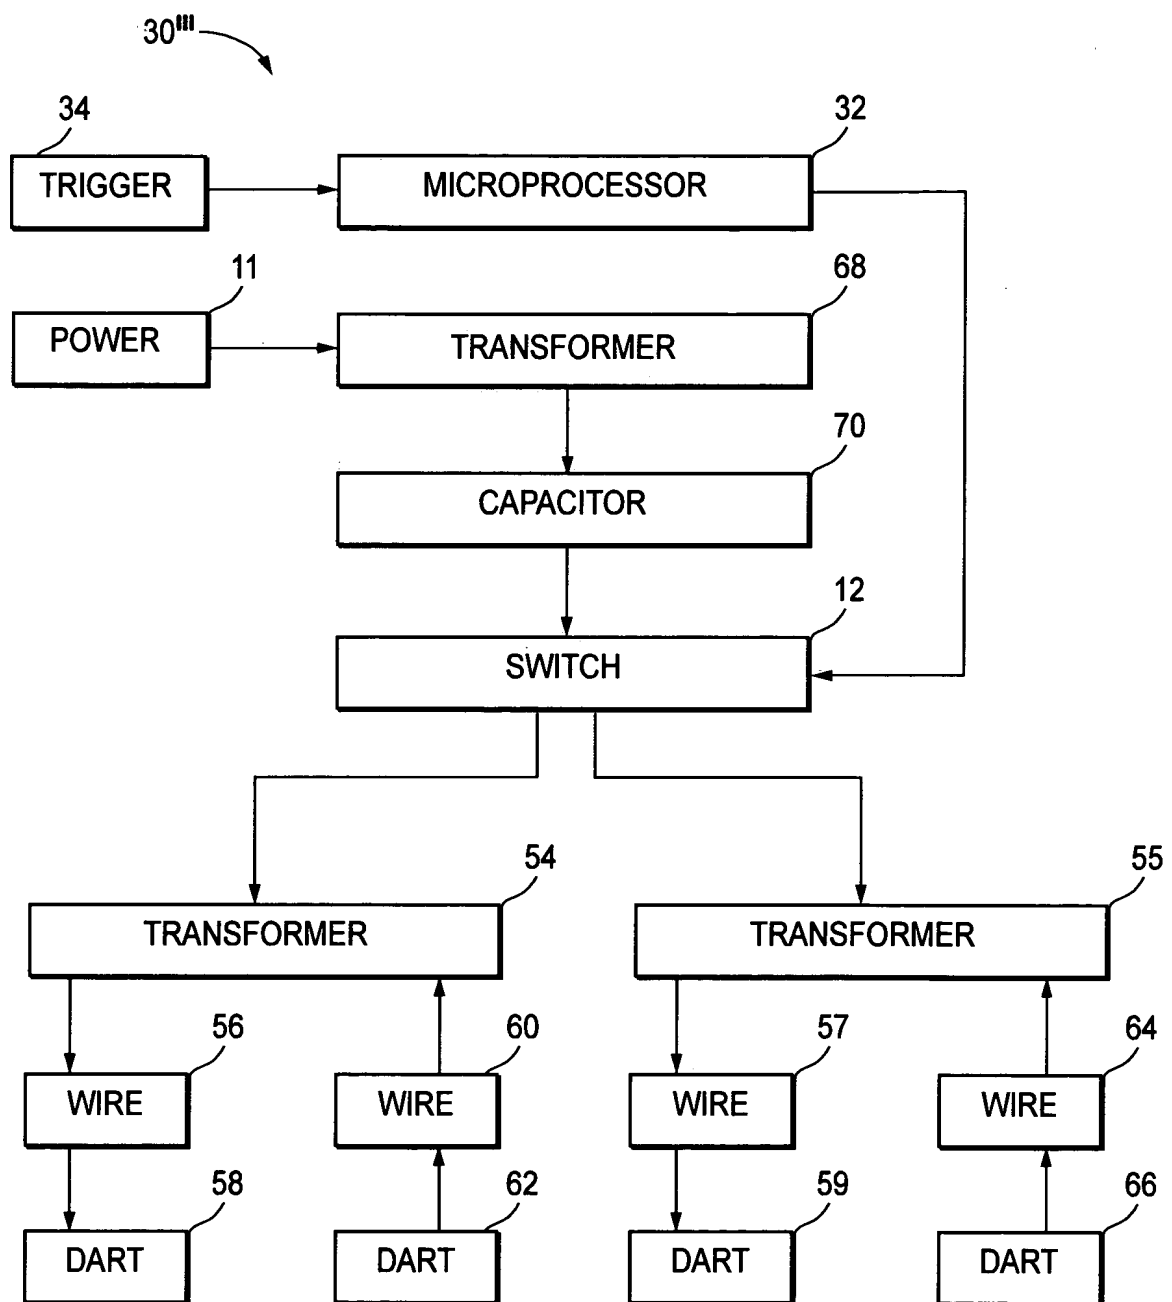 30'''
34
32
TRIGGER
MICROPROCESSOR
11
68
POWER
TRANSFORMER
70
CAPACITOR
12
SWITCH
54
55
TRANSFORMER
TRANSFORMER
56
60
57
64
WIRE
WIRE
WIRE
WIRE
58
62
59
66
DART
DART
DART
DART